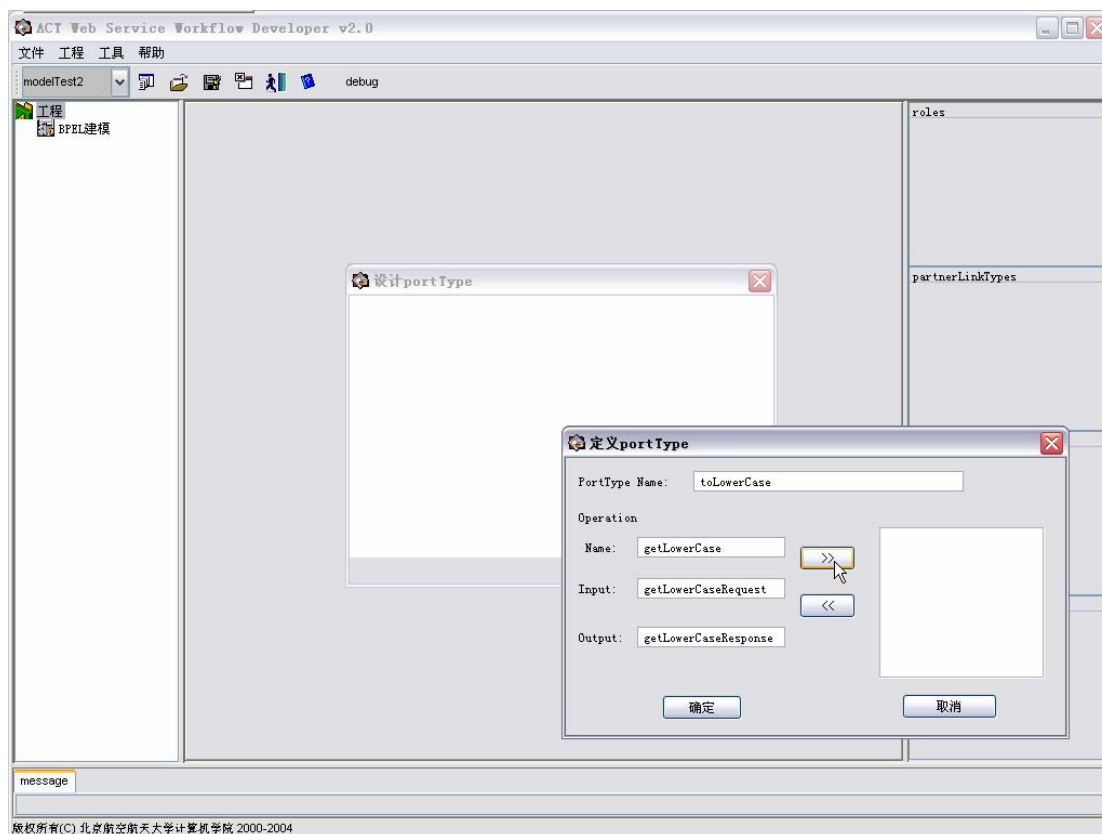 ACT Web Service Workflow Developer v2.0
文件 工程 工具 帮助
modelTest2 debug
工程
BPEL建模
roles
partnerLinkTypes
设计portType
定义portType
PortType Name: toLowerCase
Operation
Name: getLowerCase
>>
Input: getLowerCaseRequest
<<
Output: getLowerCaseResponse
确定 取消
message
版权所有(C) 北京航空航天大学计算机学院 2000-2004